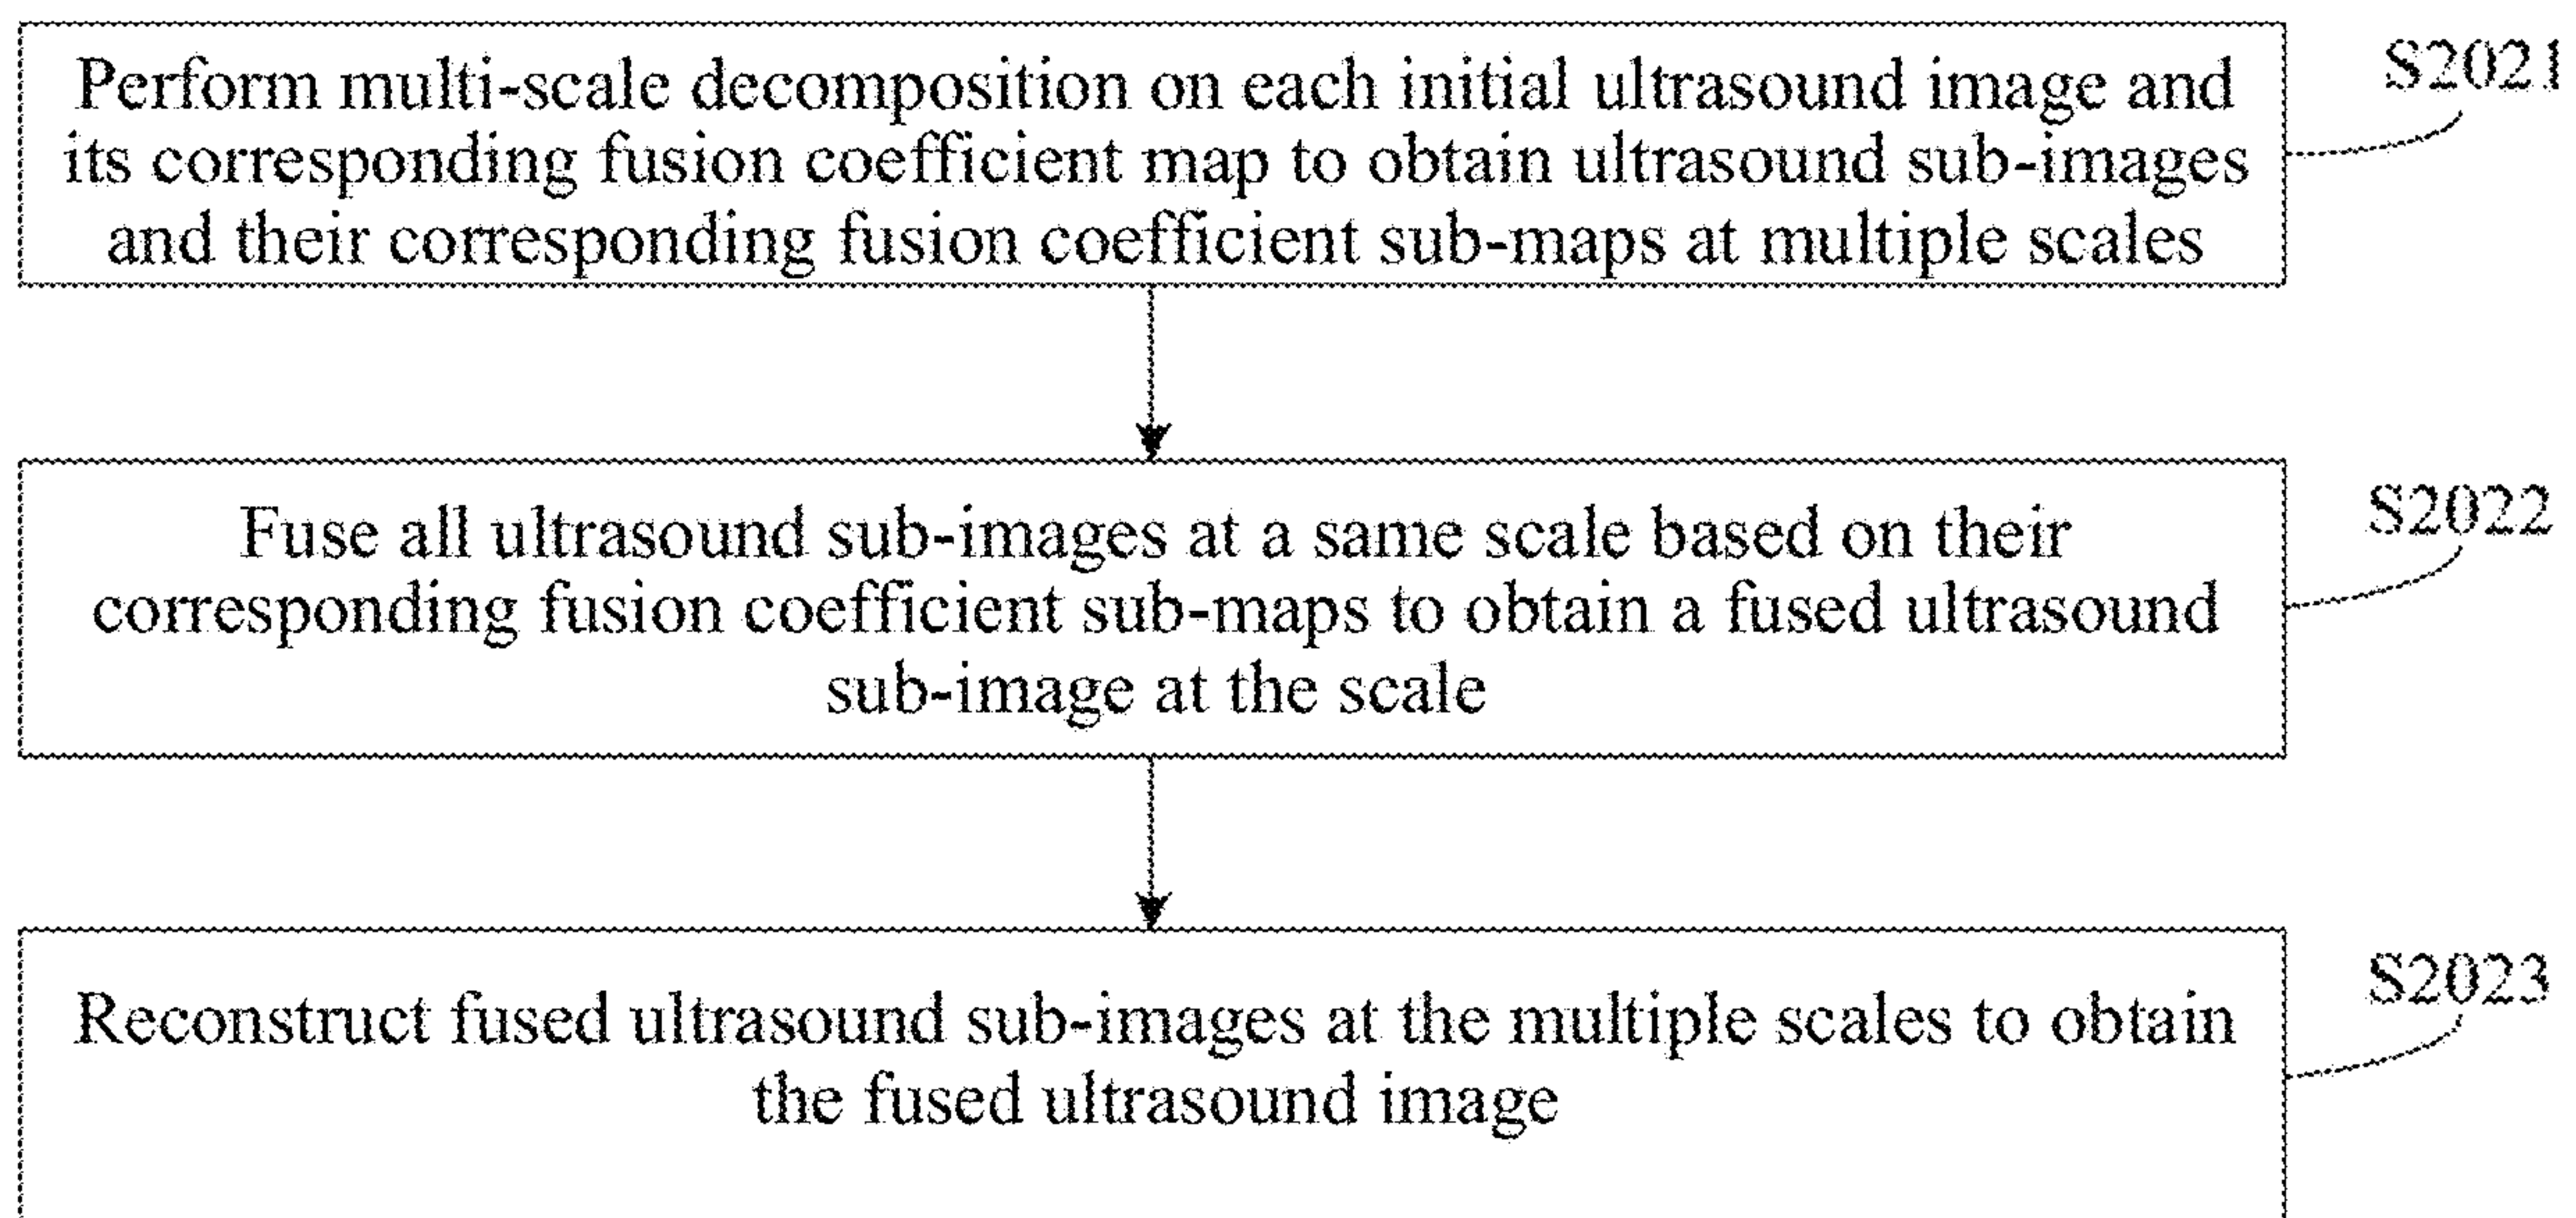 Perform multi-scale decomposition on each initial ultrasound image and
its corresponding fusion coefficient map to obtain ultrasound sub-images
and their corresponding fusion coefficient sub-maps at multiple scales
S2021
Fuse all ultrasound sub-images at a same scale based on their
corresponding fusion coefficient sub-maps to obtain a fused ultrasound
sub-image at the scale
S2022
Reconstruct fused ultrasound sub-images at the multiple scales to obtain
the fused ultrasound image
S2023